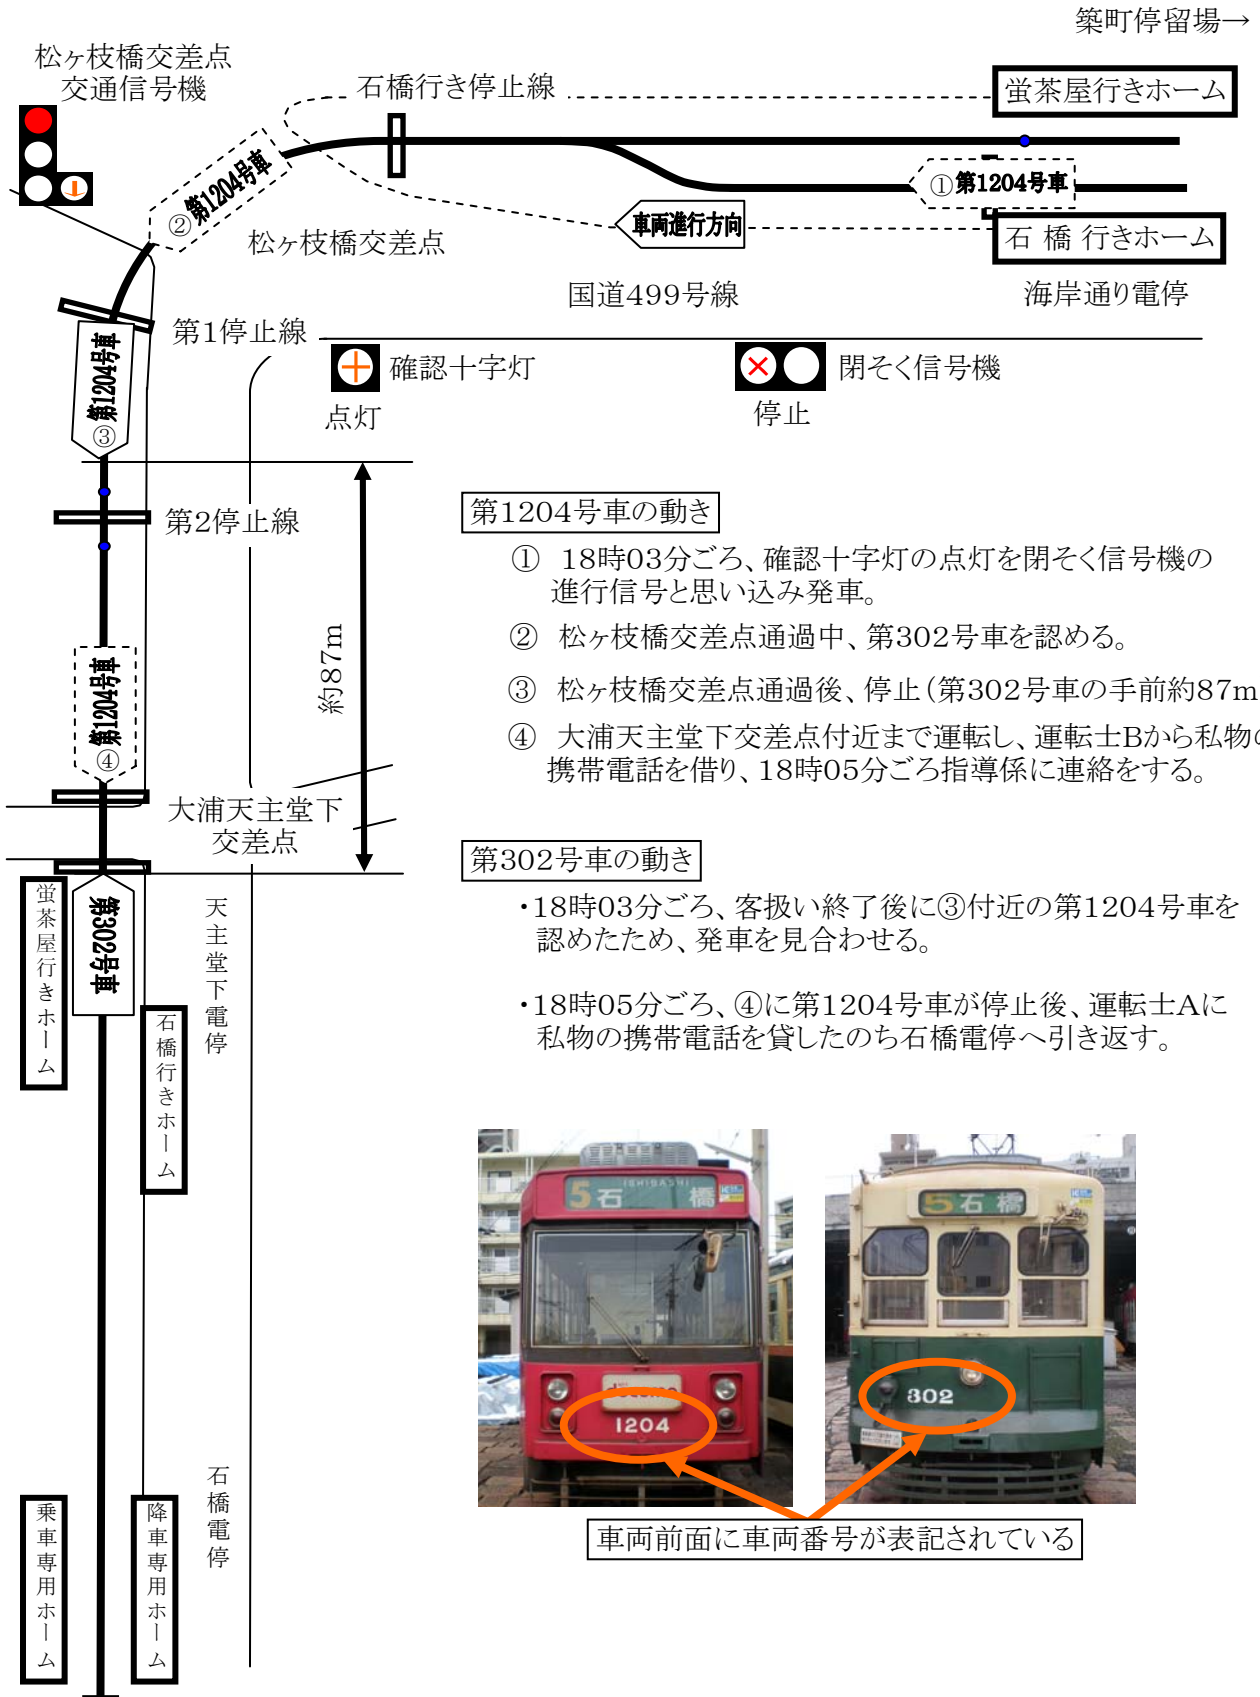 築町停留場→
松ヶ枝橋交差点
交通信号機
石橋行き停止線
蛍茶屋行きホーム
②第1204号車
①第1204号車
車両進行方向
松ヶ枝橋交差点
石 橋 行きホーム
国道499号線
海岸通り電停
第1停止線
確認十字灯
閉そく信号機
点灯
停止
③第1204号車
第2停止線
約87m
第1204号車の動き
① 18時03分ごろ、確認十字灯の点灯を閉そく信号機の
進行信号と思い込み発車。
② 松ヶ枝橋交差点通過中、第302号車を認める。
③ 松ヶ枝橋交差点通過後、停止(第302号車の手前約87m
④ 大浦天主堂下交差点付近まで運転し、運転士Bから私物の
携帯電話を借り、18時05分ごろ指導係に連絡をする。
④第1204号車
大浦天主堂下
交差点
第302号車の動き
・18時03分ごろ、客扱い終了後に③付近の第1204号車を
認めたため、発車を見合わせる。
・18時05分ごろ、④に第1204号車が停止後、運転士Aに
私物の携帯電話を貸したのち石橋電停へ引き返す。
蛍茶屋行きホーム
第302号車
天主堂下電停
石橋行きホーム
ISHIBASHI
5 石 橋
1204
5 石 橋
302
車両前面に車両番号が表記されている
石橋電停
乗車専用ホーム
降車専用ホーム